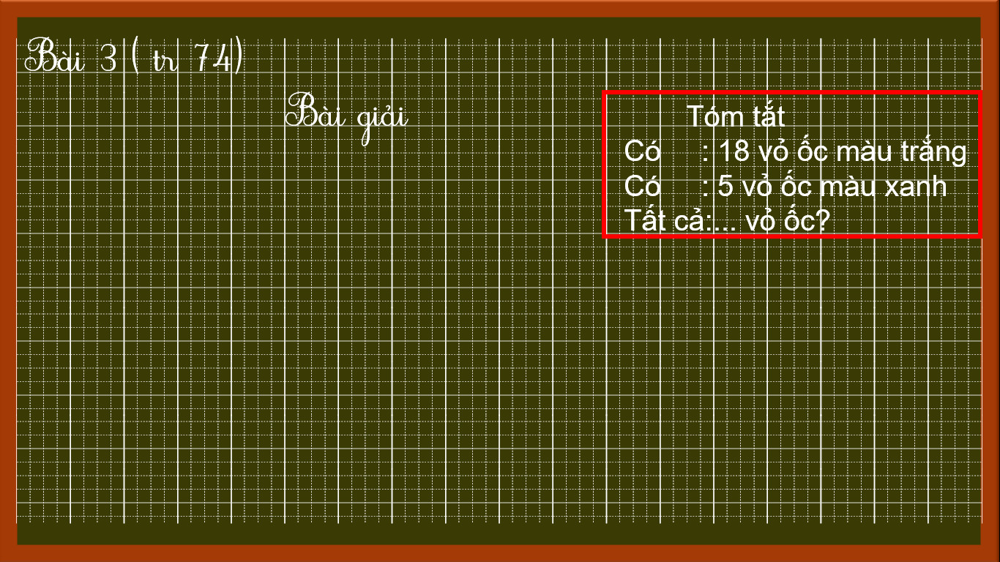 Bài 3 ( tr 74)
Bài giải
Tóm tắt
Có : 18 vỏ ốc màu trắng
Có : 5 vỏ ốc màu xanh
Tất cả:... vỏ ốc?